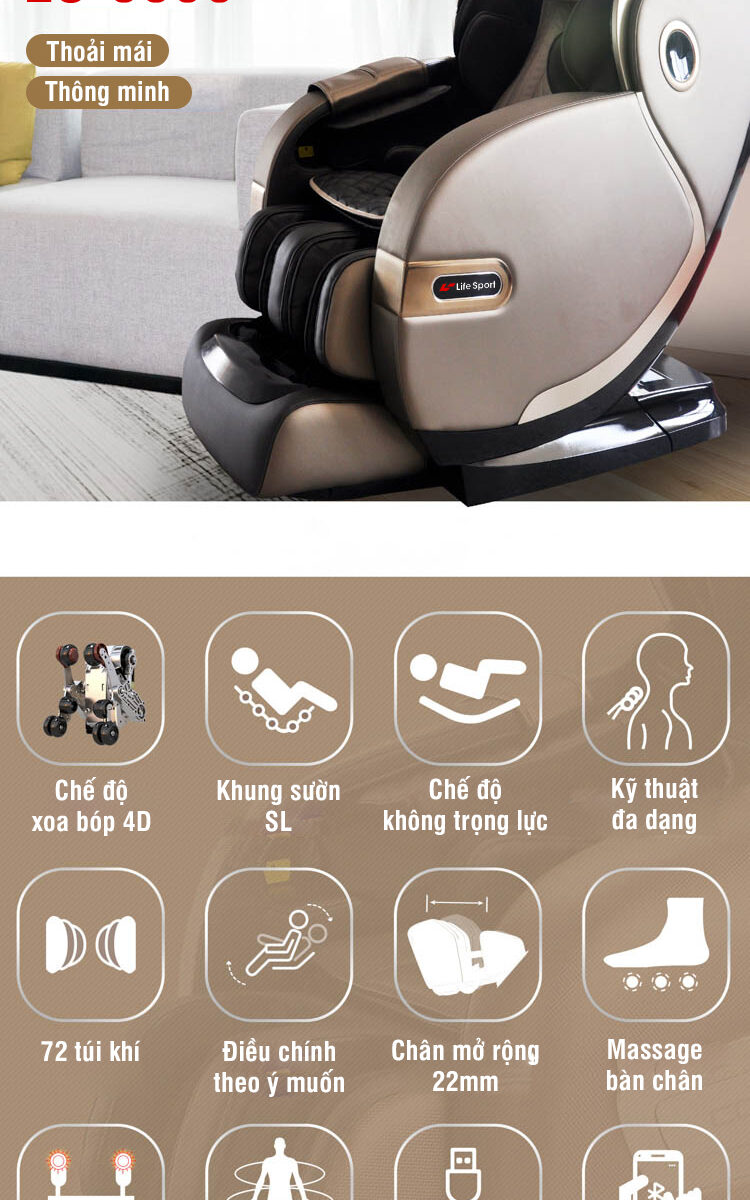 Thoải mái
Thông minh
Life Sport
Chế độ
xoa bóp 4D
Khung sườn
SL
Chế độ
không trọng lực
Kỹ thuật
đa dạng
72 túi khí
Điều chính
theo ý muốn
Chân mở rộng
22mm
Massage
bàn chân